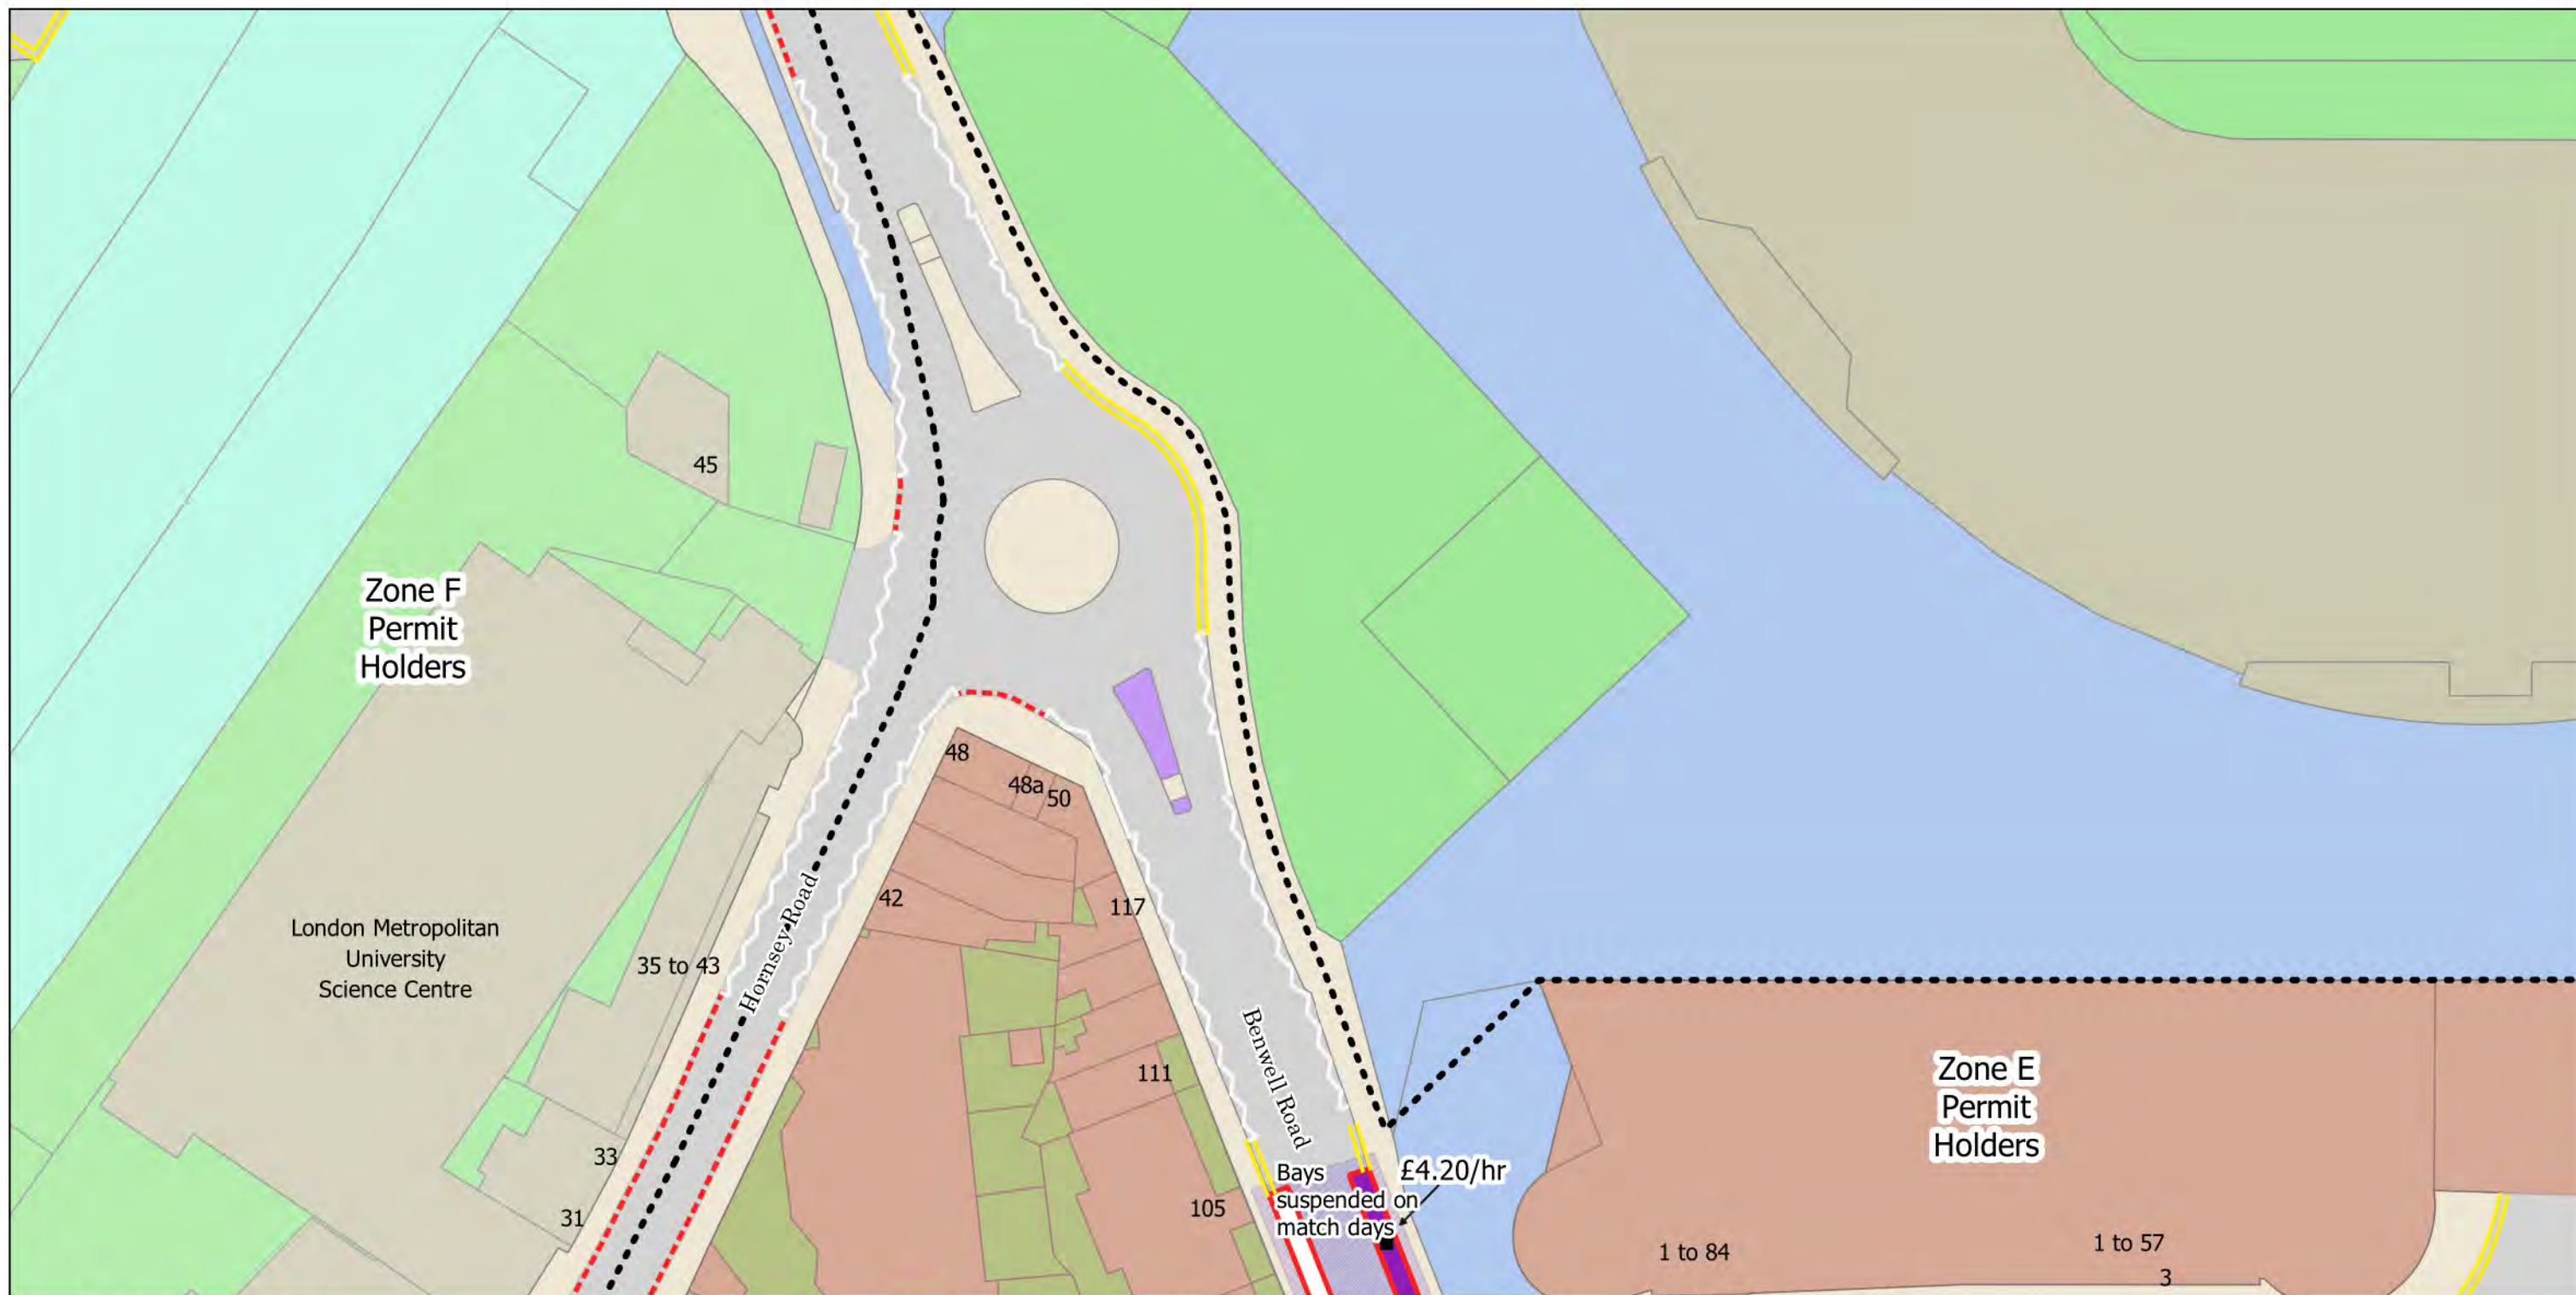 45
Zone F
Permit
Holders
48
48a
50
42
117
London Metropolitan
University
Science Centre
35 to 43
Hornsey Road
Benwell Road
Zone E
Permit
Holders
111
33
£4.20/hr
Bays
suspended on
match days
105
31
1 to 84
1 to 57
3